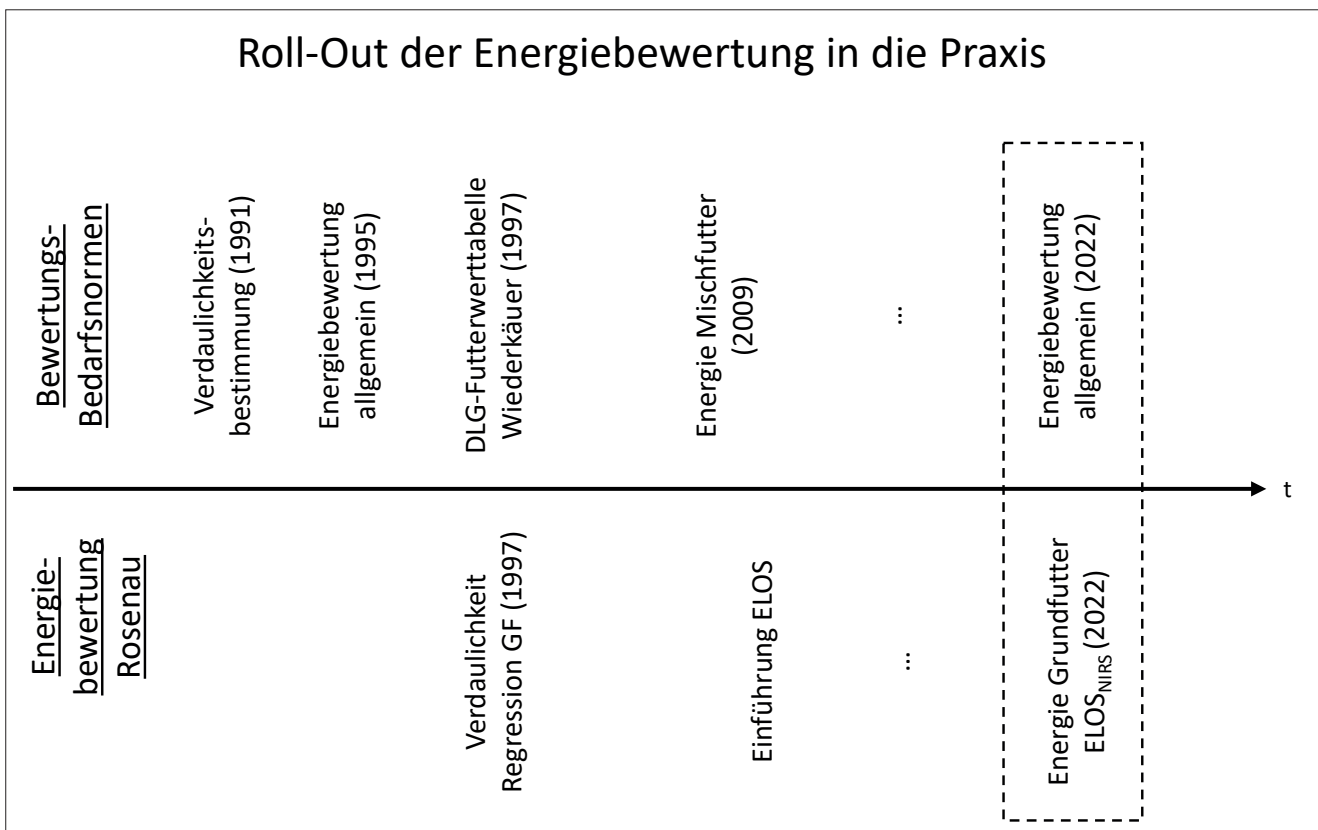 Roll-Out der Energiebewertung in die Praxis
Bewertungs-
Bedarfsnormen
Verdaulichkeits-
bestimmung (1991)
Energiebewertung
allgemein (1995)
DLG-Futterwerttabelle
Wiederkäuer (1997)
Energie Mischfutter
(2009)
...
Energiebewertung
allgemein (2022)
t
Energie-
bewertung
Rosenau
Verdaulichkeit
Regression GF (1997)
Einführung ELOS
...
Energie Grundfutter
ELOSNIRS (2022)